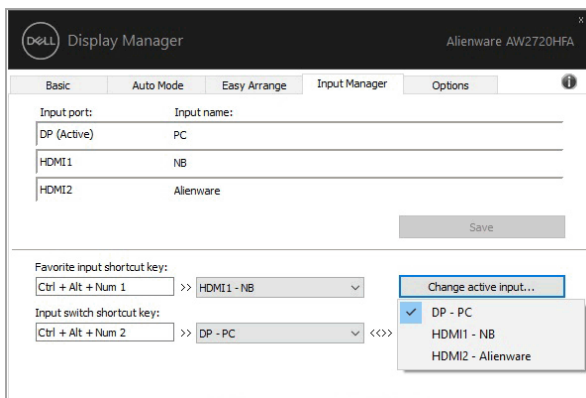 x
DELL Display Manager Alienware AW2720HFA
Basic Auto Mode Easy Arrange Input Manager Options i
Input port: Input name:
DP (Active) PC
HDMI1 NB
HDMI2 Alienware
Save
Favorite input shortcut key:
Ctrl + Alt + Num 1 >> HDMI1 - NB Change active input...
Input switch shortcut key: DP - PC
Ctrl + Alt + Num 2 >> DP - PC <<>> HDMI1 - NB
HDMI2 - Alienware